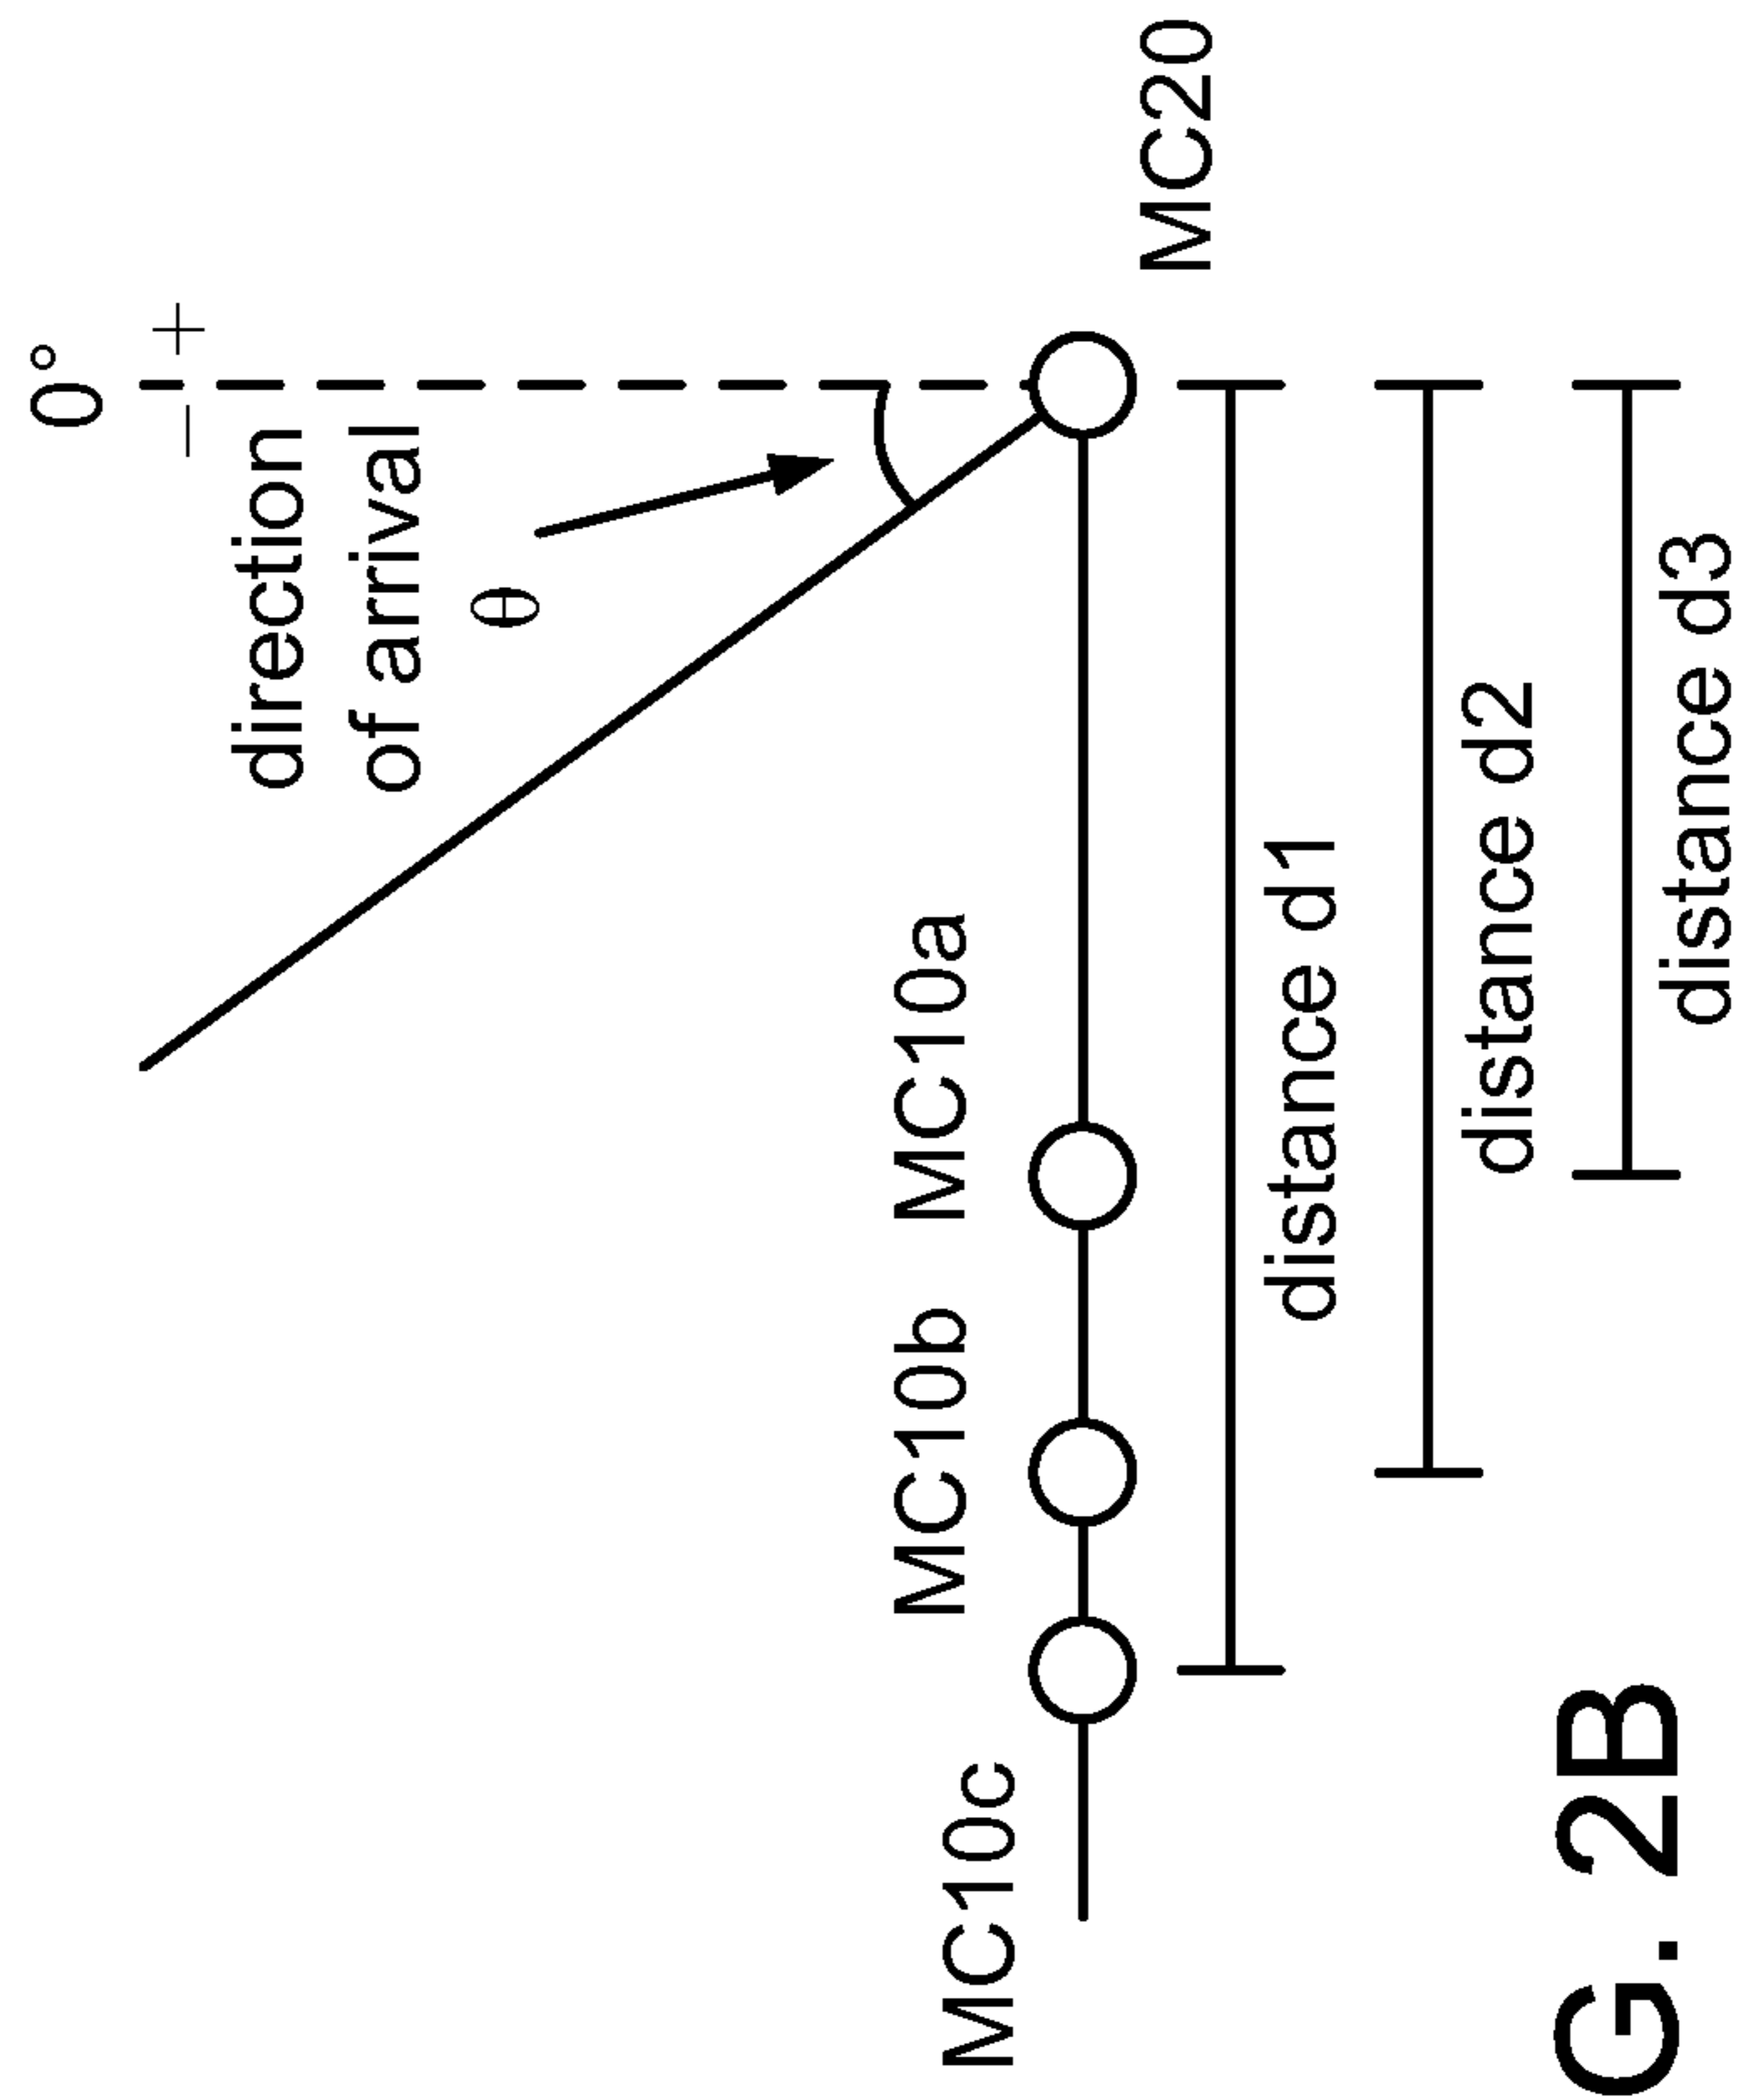 0°
− +
direction
of arrival
θ
MC20
MC10c
MC10b
MC10a
distance d1
distance d2
distance d3
G. 2B